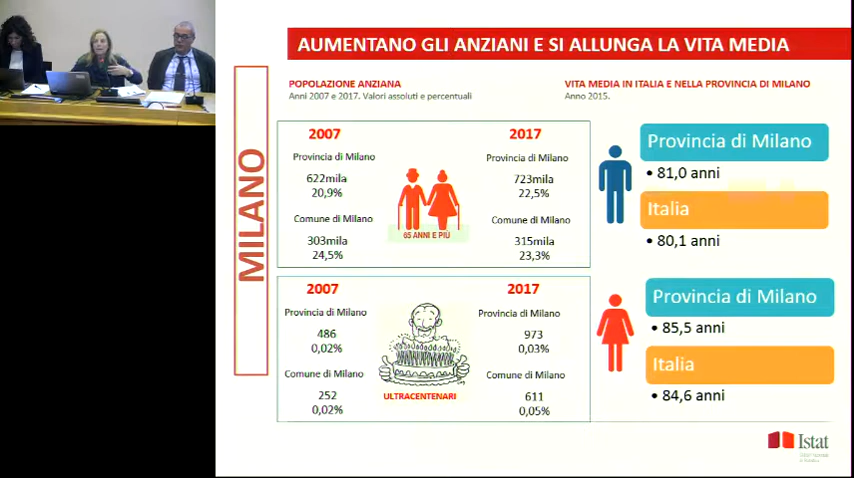 AUMENTANO GLI ANZIANI E SI ALLUNGA LA VITA MEDIA
MILANO
POPOLAZIONE ANZIANA
Anni 2007 e 2017. Valori assoluti e percentuali
2007
Provincia di Milano
622mila
20,9%
Comune di Milano
303mila
24,5%
65 ANNI E PIÙ
2017
Provincia di Milano
723mila
22,5%
Comune di Milano
315mila
23,3%
2007
Provincia di Milano
486
0,02%
Comune di Milano
252
0,02%
ULTRACENTENARI
2017
Provincia di Milano
973
0,03%
Comune di Milano
611
0,05%
VITA MEDIA IN ITALIA E NELLA PROVINCIA DI MILANO
Anno 2015.
Provincia di Milano
• 81,0 anni
Italia
• 80,1 anni
Provincia di Milano
• 85,5 anni
Italia
• 84,6 anni
Istat